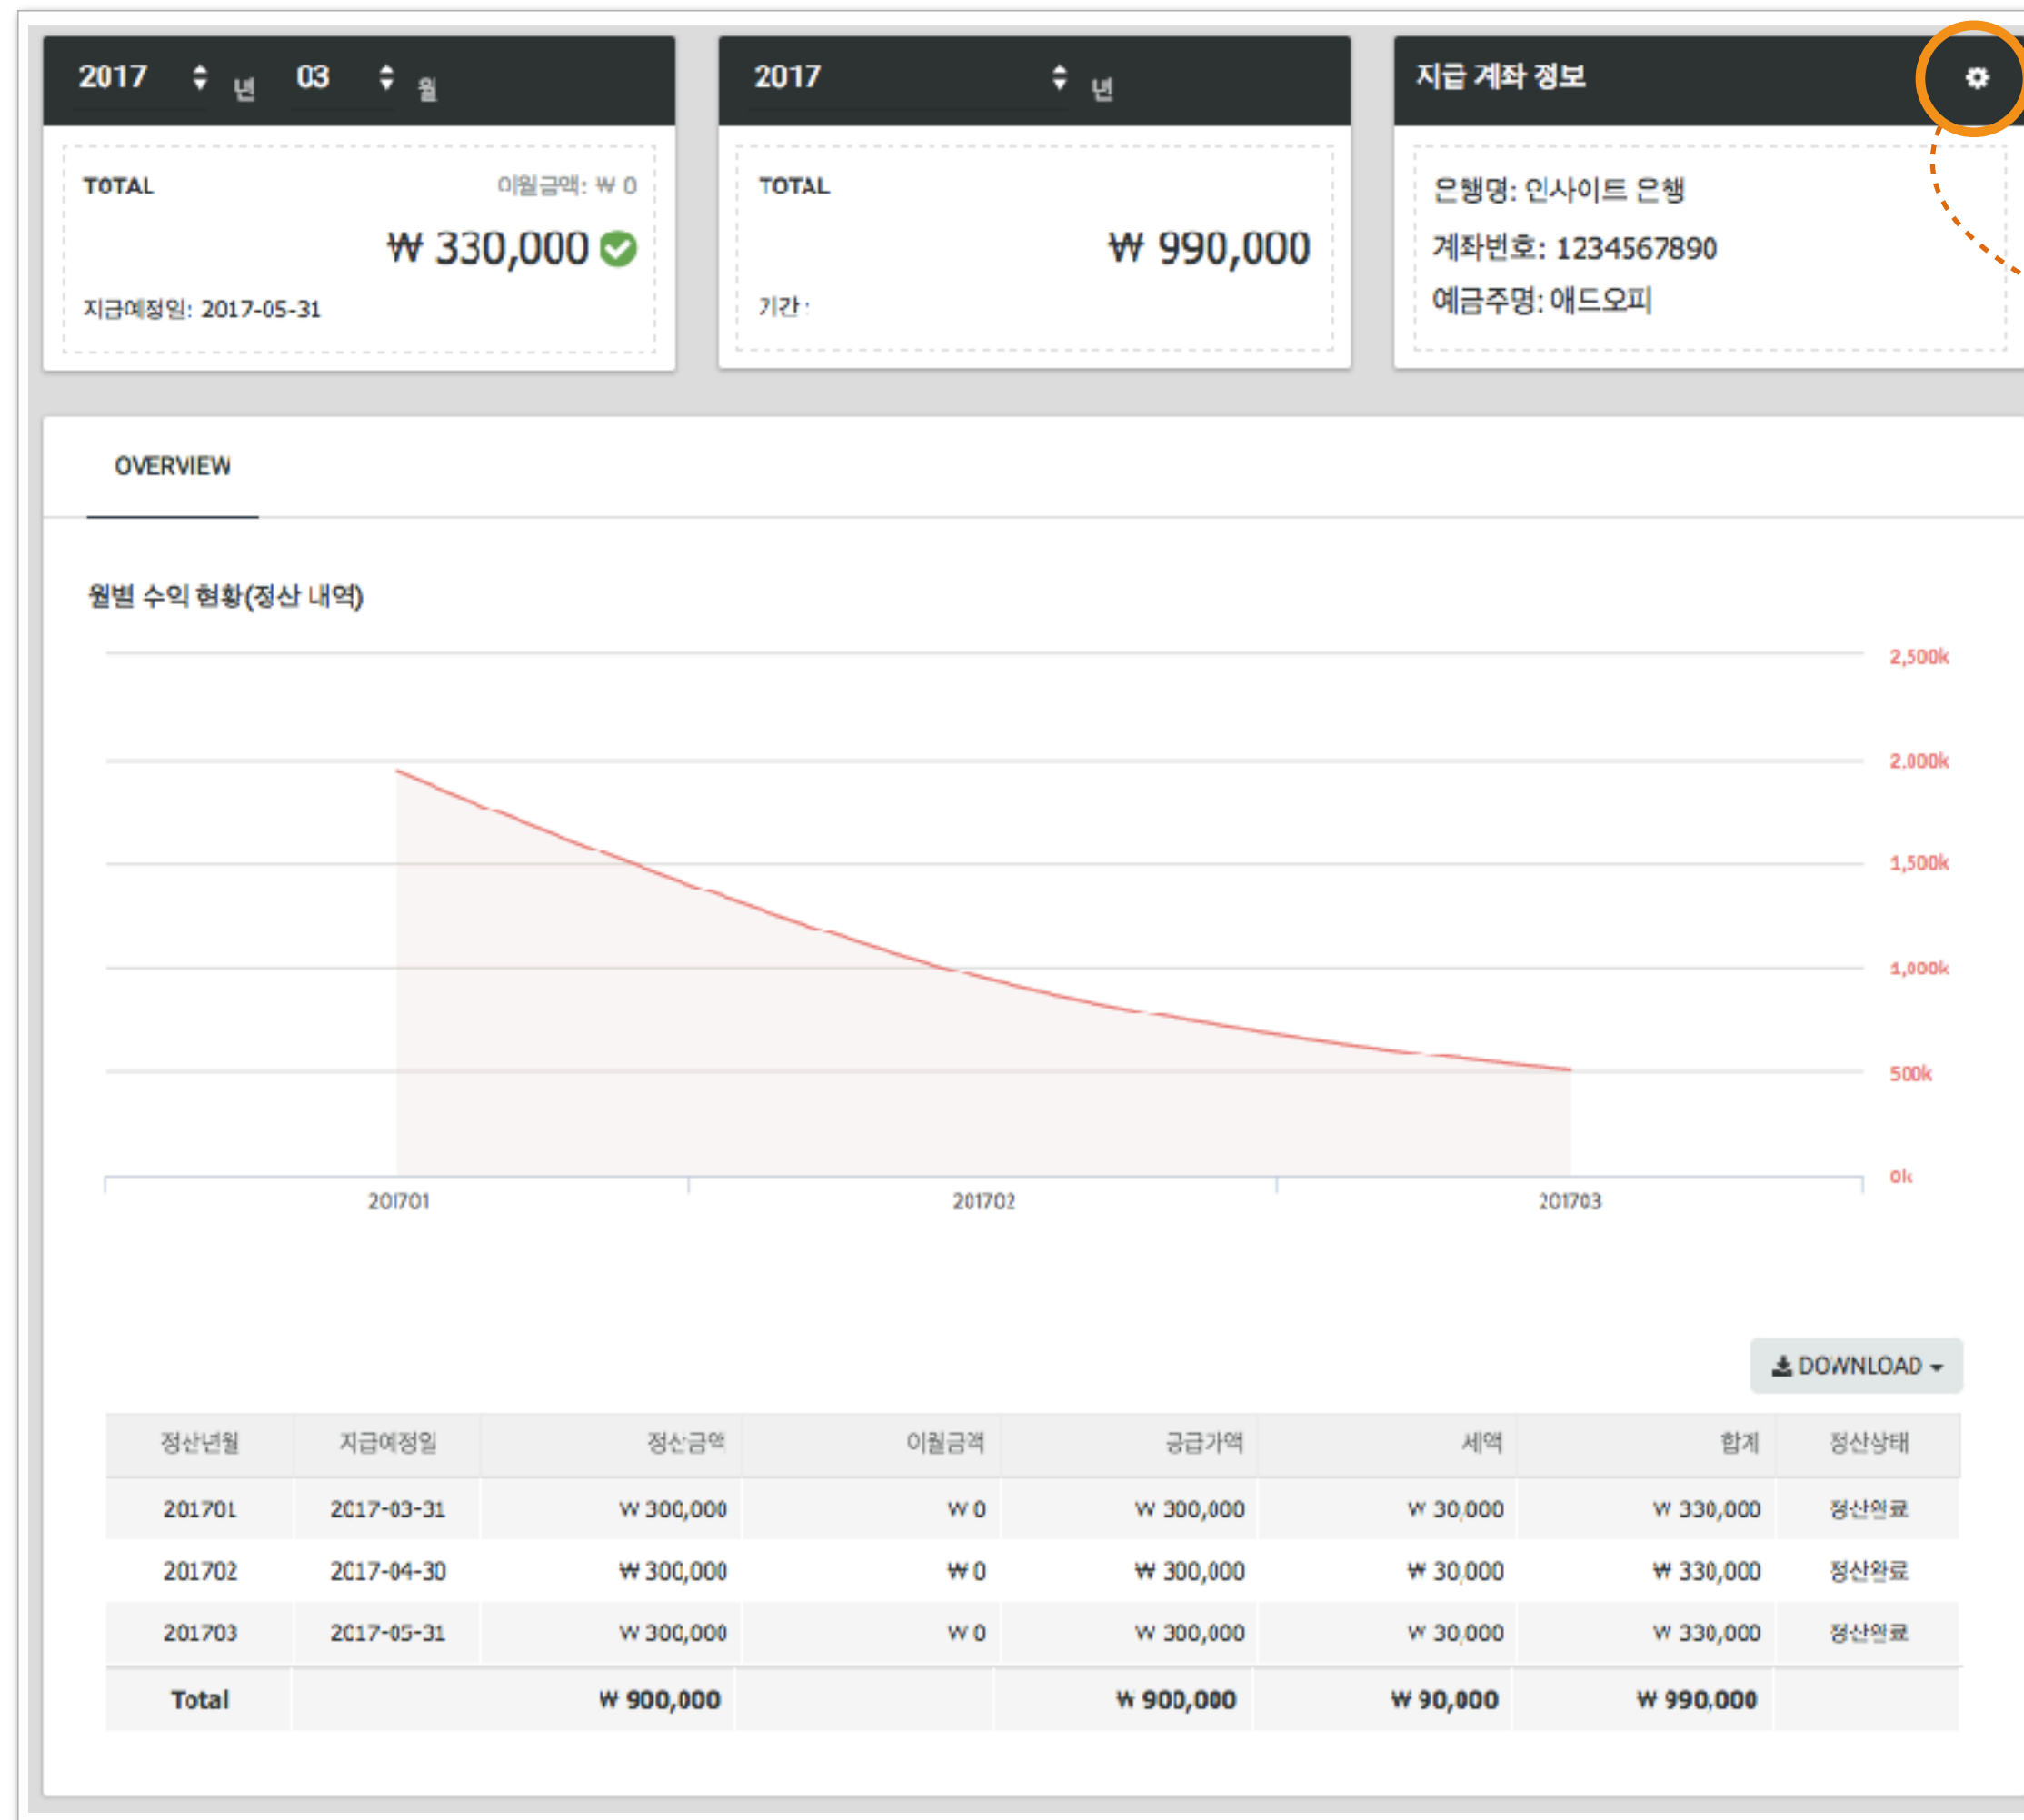 2017 년 03 월
TOTAL 이월금액: ₩ 0
₩ 330,000
지급예정일: 2017-05-31
2017 년
TOTAL
₩ 990,000
기간 :
지급 계좌 정보
은행명: 인사이트 은행
계좌번호: 1234567890
예금주명: 애드오피
OVERVIEW
월별 수익 현황(정산 내역)
2,500k
2,000k
1,500k
1,000k
500k
0k
201701 201702 201703
DOWNLOAD
정산년월 지급예정일 정산금액 이월금액 공급가액 세액 합계 정산상태
201701 2017-03-31 ₩ 300,000 ₩ 0 ₩ 300,000 ₩ 30,000 ₩ 330,000 정산완료
201702 2017-04-30 ₩ 300,000 ₩ 0 ₩ 300,000 ₩ 30,000 ₩ 330,000 정산완료
201703 2017-05-31 ₩ 300,000 ₩ 0 ₩ 300,000 ₩ 30,000 ₩ 330,000 정산완료
Total ₩ 900,000 ₩ 900,000 ₩ 90,000 ₩ 990,000